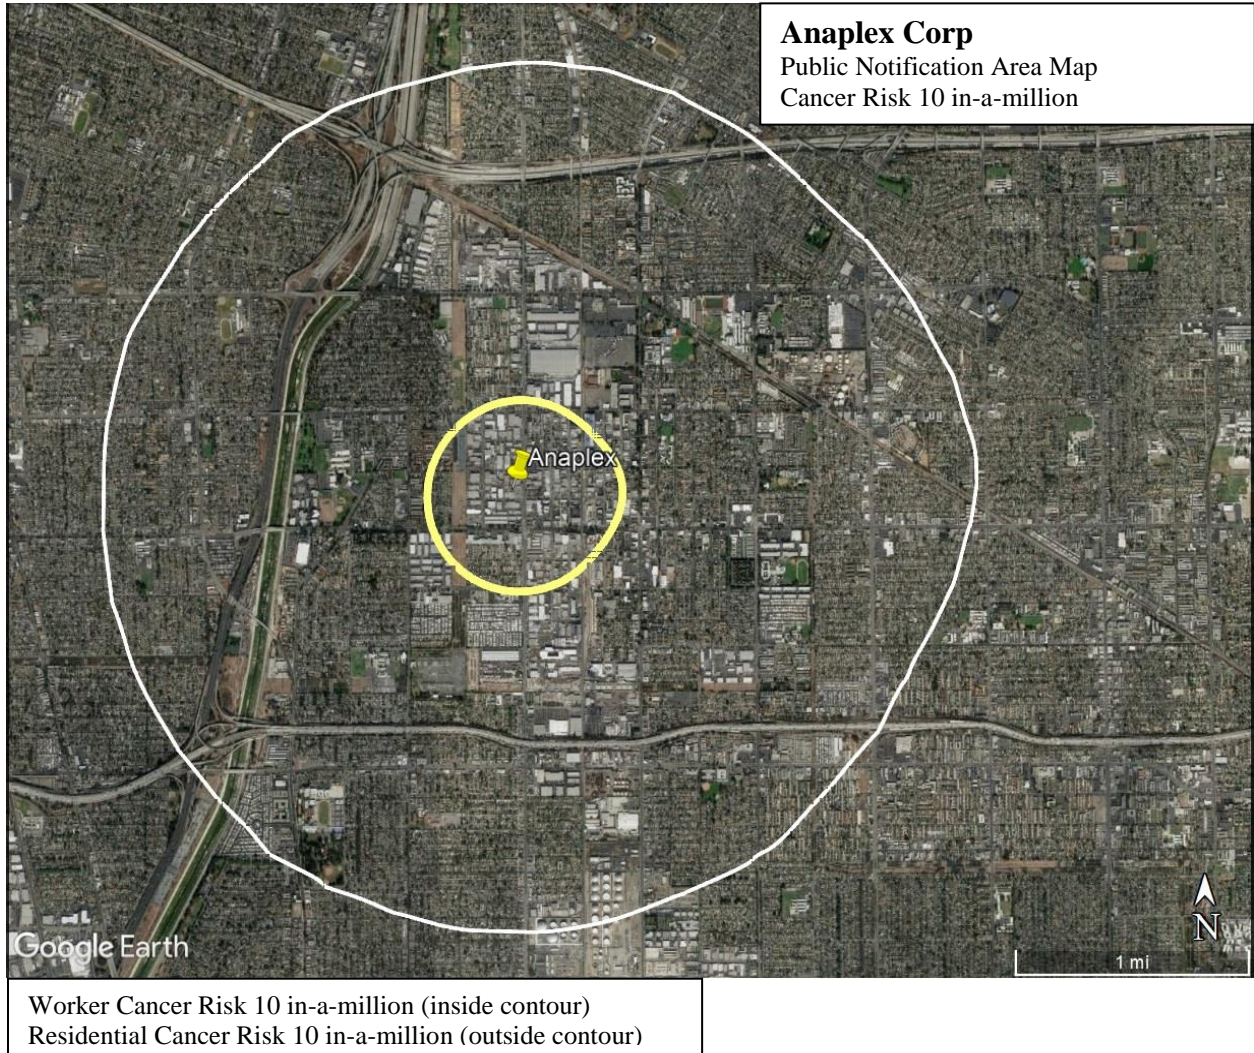 Anaplex Corp
Public Notification Area Map
Cancer Risk 10 in-a-million
Anaplex
N
Google Earth
1 mi
Worker Cancer Risk 10 in-a-million (inside contour)
Residential Cancer Risk 10 in-a-million (outside contour)